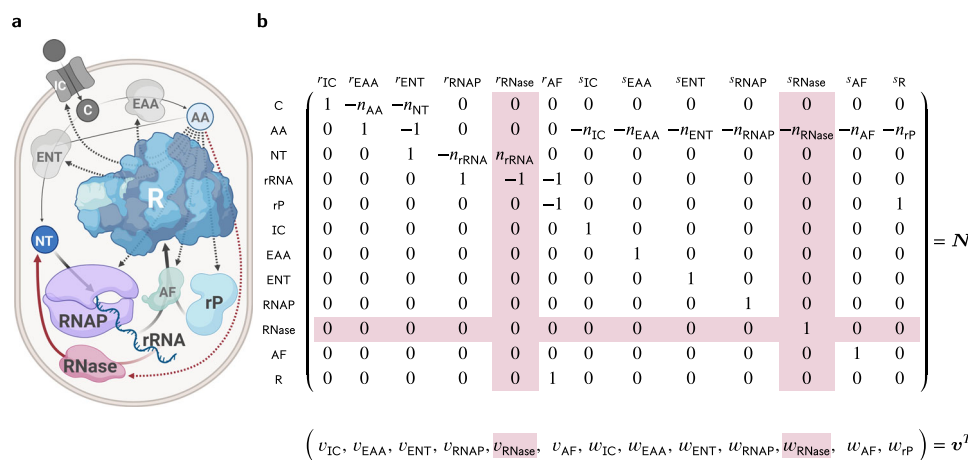 a
b
IC
C
EAA
AA
ENT
R
NT
AF
rP
RNAP
rRNA
RNase
r_IC r_EAA r_ENT r_RNAP r_RNase r_AF s_IC s_EAA s_ENT s_RNAP s_RNase s_AF s_R
C 1 −n_AA −n_NT 0 0 0 0 0 0 0 0 0 0
AA 0 1 −1 0 0 0 −n_IC −n_EAA −n_ENT −n_RNAP −n_RNase −n_AF −n_rP
NT 0 0 1 −n_rRNA n_rRNA 0 0 0 0 0 0 0 0
rRNA 0 0 0 1 −1 −1 0 0 0 0 0 0 0
rP 0 0 0 0 0 −1 0 0 0 0 0 0 1
IC 0 0 0 0 0 0 1 0 0 0 0 0 0
EAA 0 0 0 0 0 0 0 1 0 0 0 0 0
ENT 0 0 0 0 0 0 0 0 1 0 0 0 0
RNAP 0 0 0 0 0 0 0 0 0 1 0 0 0
RNase 0 0 0 0 0 0 0 0 0 0 1 0 0
AF 0 0 0 0 0 0 0 0 0 0 0 1 0
R 0 0 0 0 0 1 0 0 0 0 0 0 0
= N
( v_IC, v_EAA, v_ENT, v_RNAP, v_RNase, v_AF, w_IC, w_EAA, w_ENT, w_RNAP, w_RNase, w_AF, w_rP ) = v^T